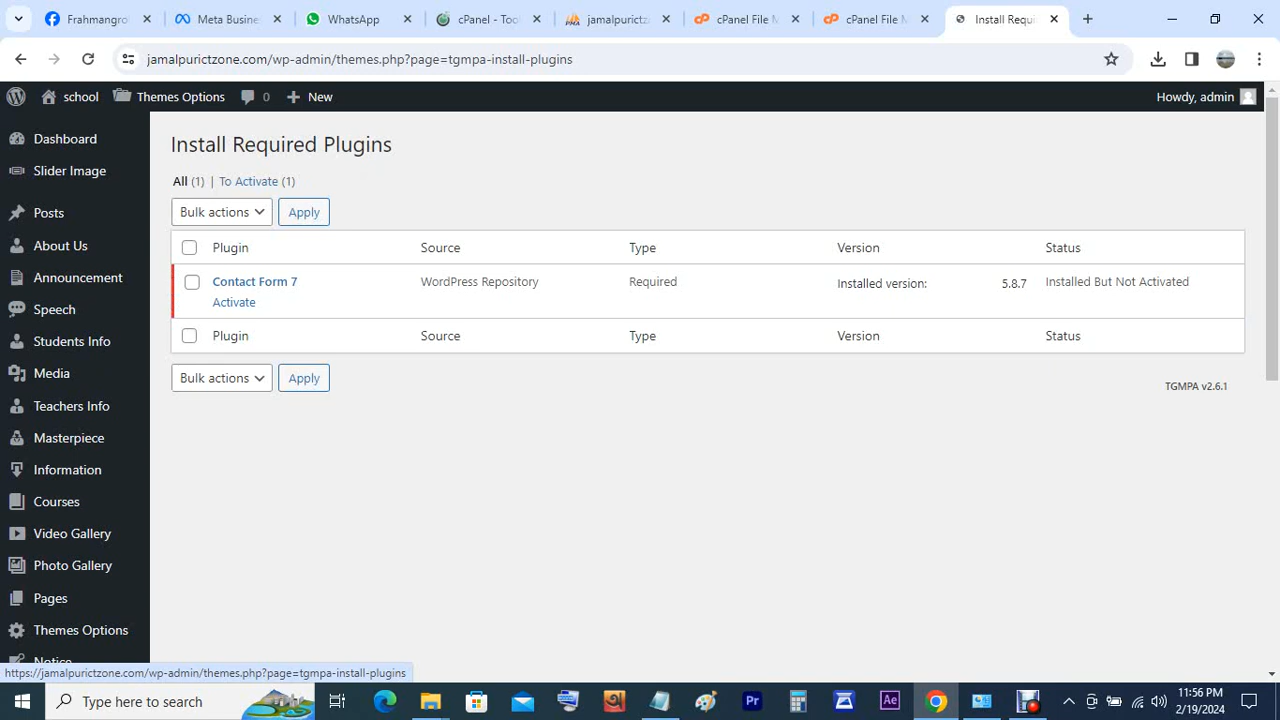 Frahmangro
Meta Busine
WhatsApp
cPanel - Too
jamalpurictz
cPanel File M
cPanel File M
Install Requi
jamalpurictzone.com/wp-admin/themes.php?page=tgmpa-install-plugins
school
Themes Options
0
New
Howdy, admin
Dashboard
Slider Image
Posts
About Us
Announcement
Speech
Students Info
Media
Teachers Info
Masterpiece
Information
Courses
Video Gallery
Photo Gallery
Pages
Themes Options
Notice
Install Required Plugins
All (1) | To Activate (1)
Bulk actions
Apply
Plugin Source Type Version Status
Contact Form 7 WordPress Repository Required Installed version: 5.8.7 Installed But Not Activated
Activate
Plugin Source Type Version Status
Bulk actions
Apply
TGMPA v2.6.1
https://jamalpurictzone.com/wp-admin/themes.php?page=tgmpa-install-plugins
Type here to search
Pr
Ae
11:56 PM
2/19/2024